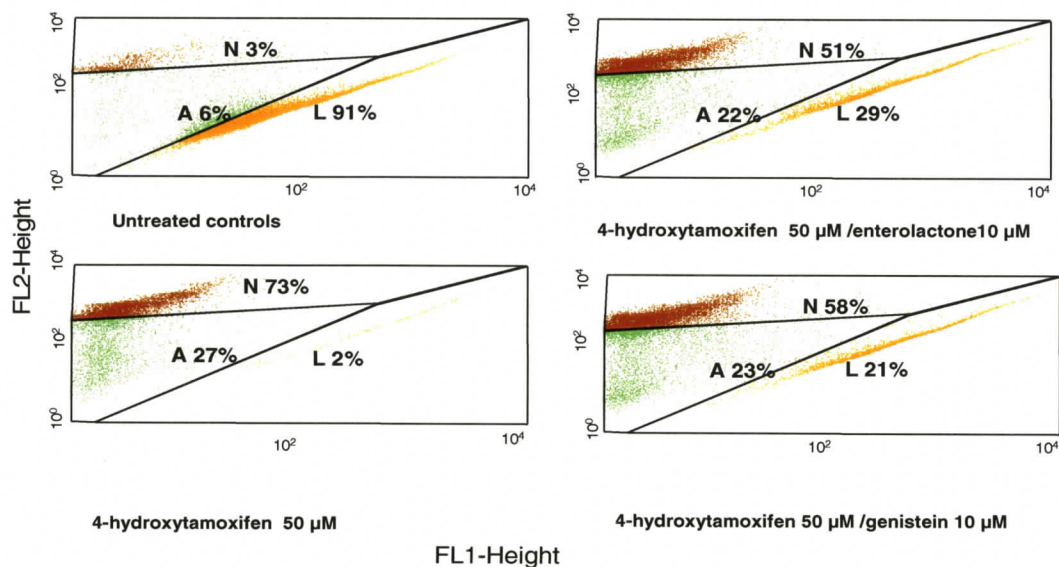 10⁴
10²
10⁰
N 3%
A 6%
L 91%
10²
10⁴
Untreated controls
10⁴
10²
10⁰
N 51%
A 22%
L 29%
10²
10⁴
4-hydroxytamoxifen 50 µM /enterolactone10 µM
FL2-Height
10⁴
10²
10⁰
N 73%
A 27%
L 2%
10²
10⁴
4-hydroxytamoxifen 50 µM
10⁴
10²
10⁰
N 58%
A 23%
L 21%
10²
10⁴
4-hydroxytamoxifen 50 µM /genistein 10 µM
FL1-Height